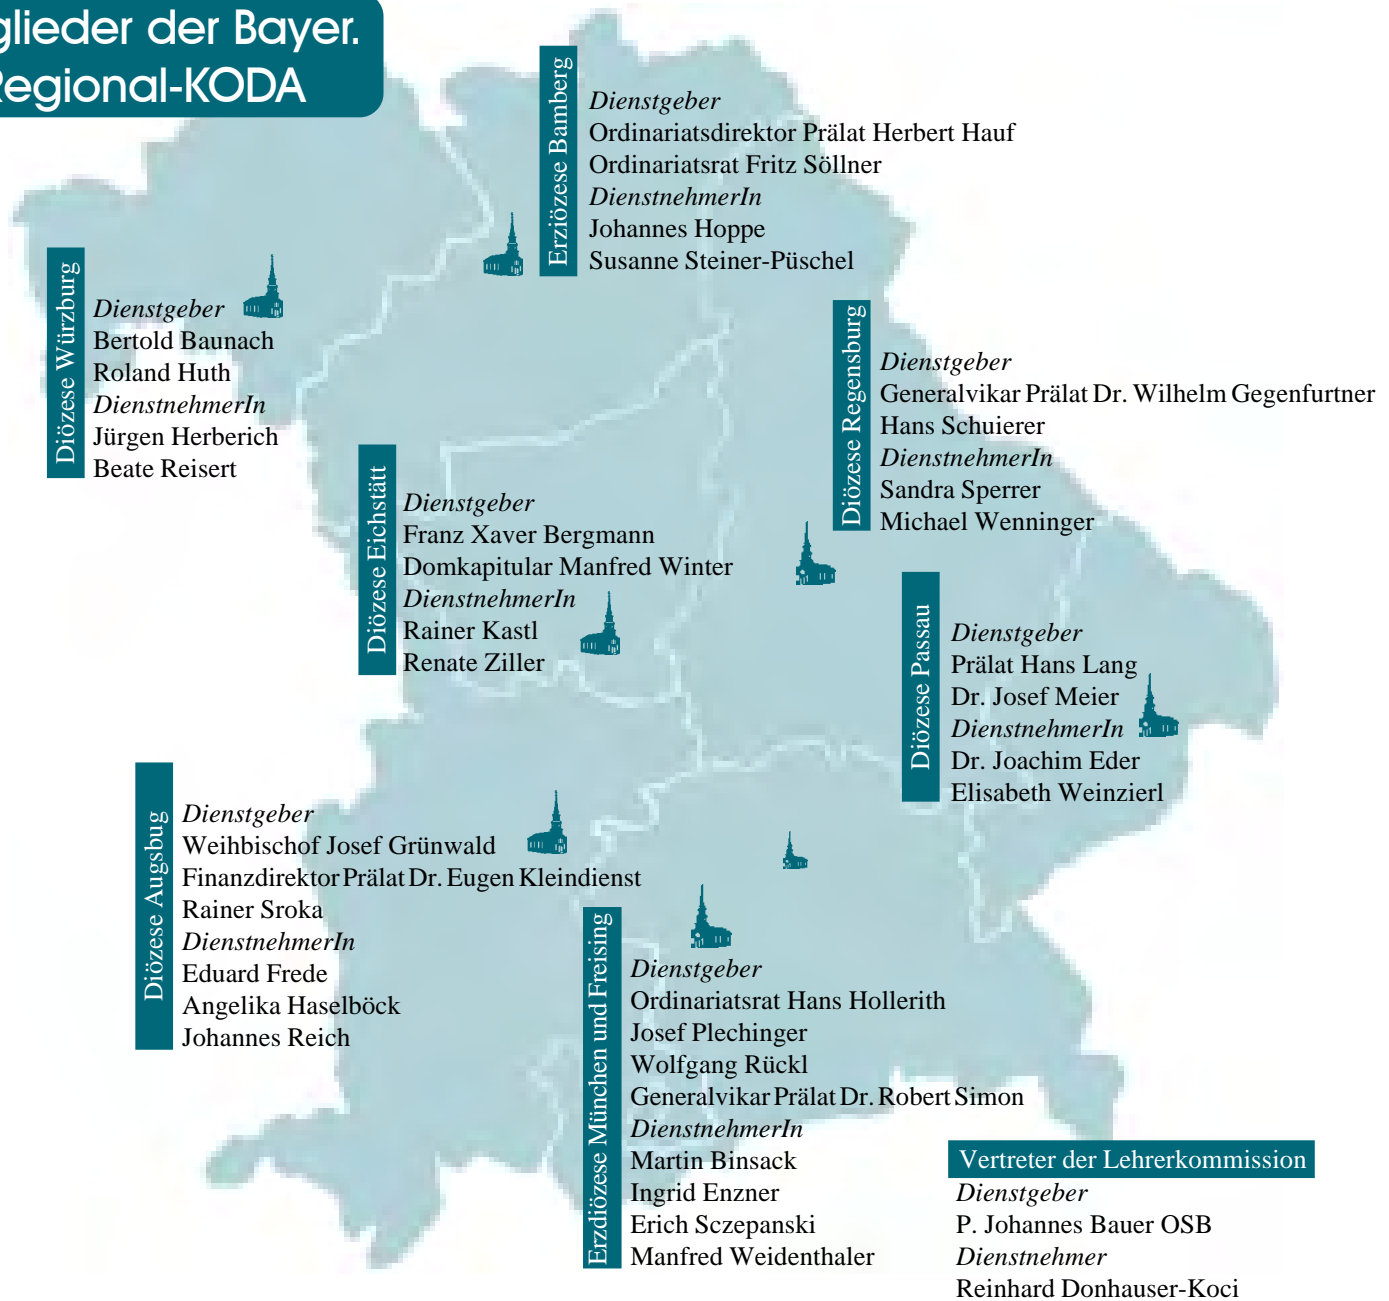 glieder der Bayer.
Regional-KODA
Erziözese Bamberg
Dienstgeber
Ordinariatsdirektor Prälat Herbert Hauf
Ordinariatsrat Fritz Söllner
DienstnehmerIn
Johannes Hoppe
Susanne Steiner-Püschel
Diözese Würzburg
Dienstgeber
Bertold Baunach
Roland Huth
DienstnehmerIn
Jürgen Herberich
Beate Reisert
Diözese Regensburg
Dienstgeber
Generalvikar Prälat Dr. Wilhelm Gegenfurtner
Hans Schuierer
DienstnehmerIn
Sandra Sperrer
Michael Wenninger
Diözese Eichstätt
Dienstgeber
Franz Xaver Bergmann
Domkapitular Manfred Winter
DienstnehmerIn
Rainer Kastl
Renate Ziller
Diözese Passau
Dienstgeber
Prälat Hans Lang
Dr. Josef Meier
DienstnehmerIn
Dr. Joachim Eder
Elisabeth Weinzierl
Diözese Augsbug
Dienstgeber
Weihbischof Josef Grünwald
Finanzdirektor Prälat Dr. Eugen Kleindienst
Rainer Sroka
DienstnehmerIn
Eduard Frede
Angelika Haselböck
Johannes Reich
Erzdiözese München und Freising
Dienstgeber
Ordinariatsrat Hans Hollerith
Josef Plechinger
Wolfgang Rückl
Generalvikar Prälat Dr. Robert Simon
DienstnehmerIn
Martin Binsack
Ingrid Enzner
Erich Sczepanski
Manfred Weidenthaler
Vertreter der Lehrerkommission
Dienstgeber
P. Johannes Bauer OSB
Dienstnehmer
Reinhard Donhauser-Koci